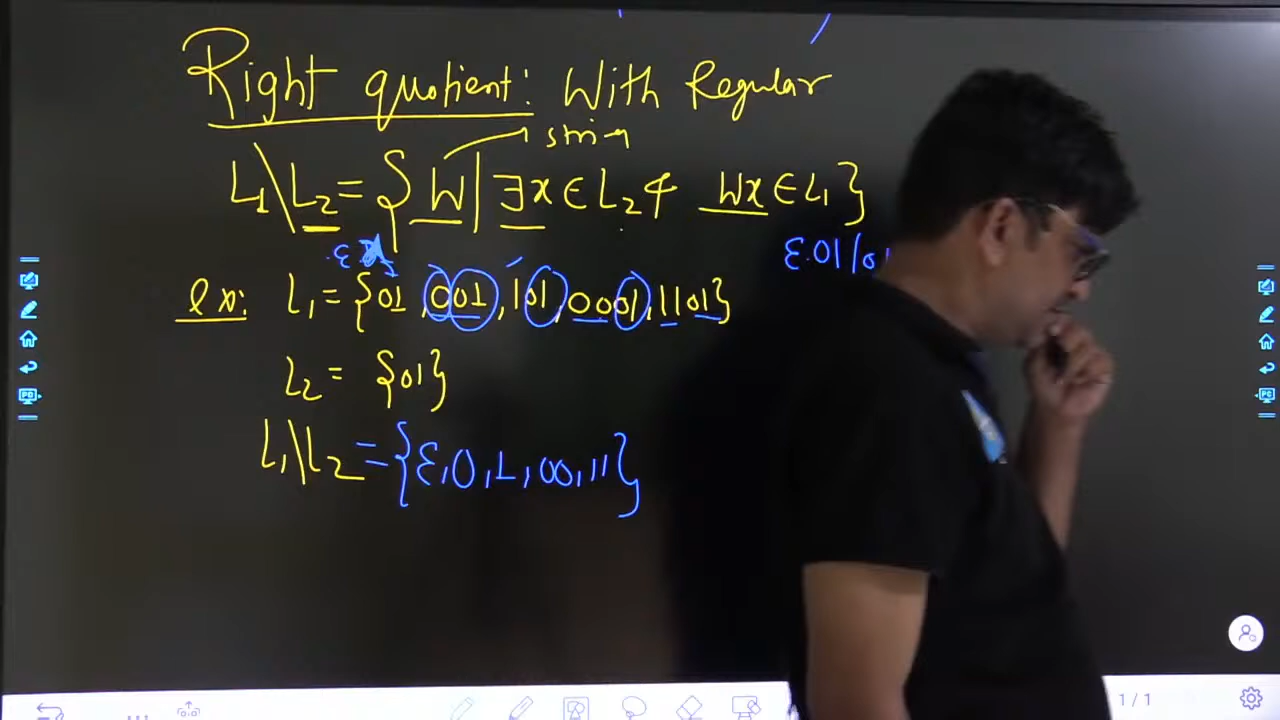 Right quotient: With Regular
string
L₁\L₂ = { W | ∃x ∈ L₂ & Wx ∈ L₁ }
ε. ε.01/01
ex: L₁ = {01, 001, 101, 0001, 1101}
L₂ = {01}
L₁\L₂ = {ε, 0, 1, 00, 11}
1/1